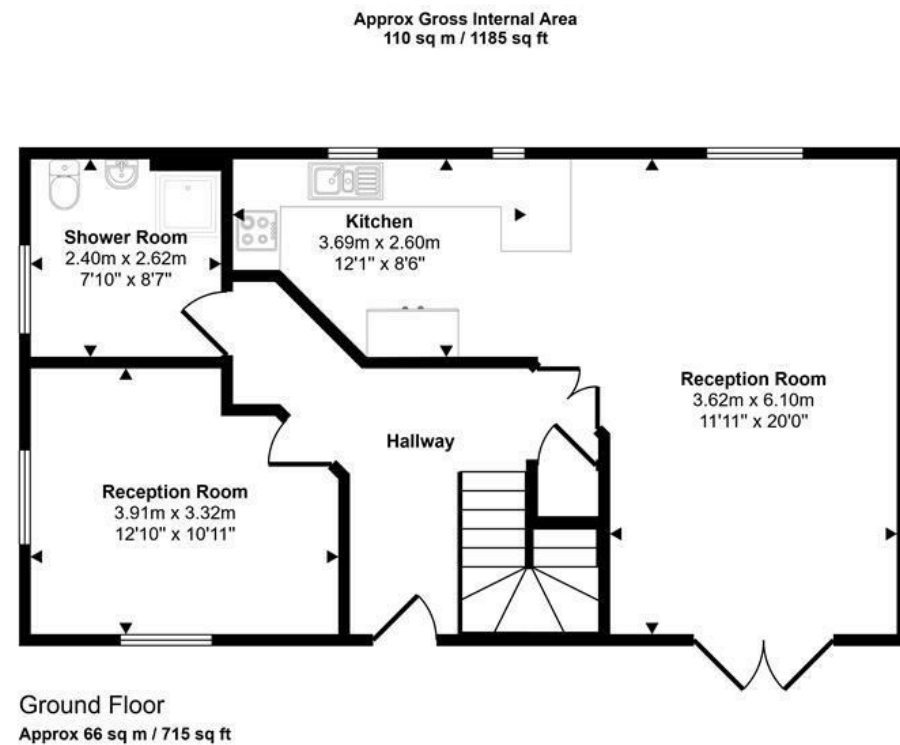 Approx Gross Internal Area
110 sq m / 1185 sq ft
Shower Room
2.40m x 2.62m
7'10" x 8'7"
Kitchen
3.69m x 2.60m
12'1" x 8'6"
Reception Room
3.62m x 6.10m
11'11" x 20'0"
Hallway
Reception Room
3.91m x 3.32m
12'10" x 10'11"
Ground Floor
Approx 66 sq m / 715 sq ft